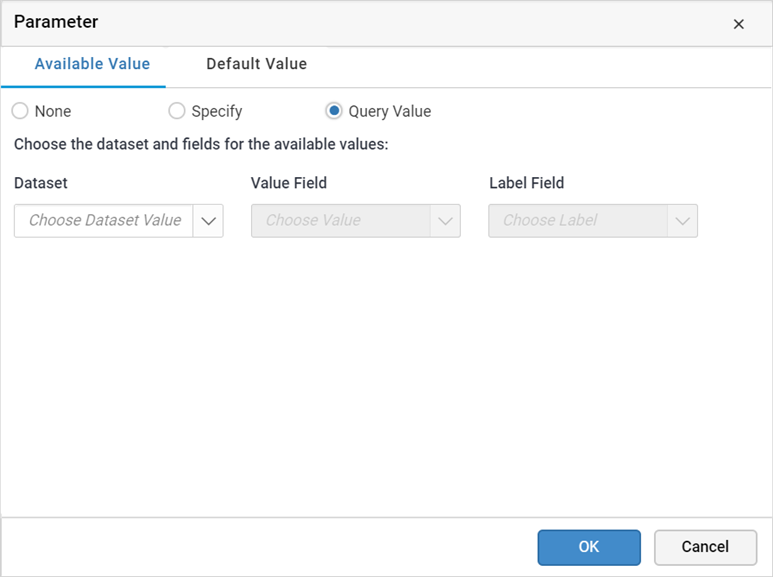 Parameter
Available Value Default Value
None Specify Query Value
Choose the dataset and fields for the available values:
Dataset Value Field Label Field
Choose Dataset Value Choose Value Choose Label
OK Cancel